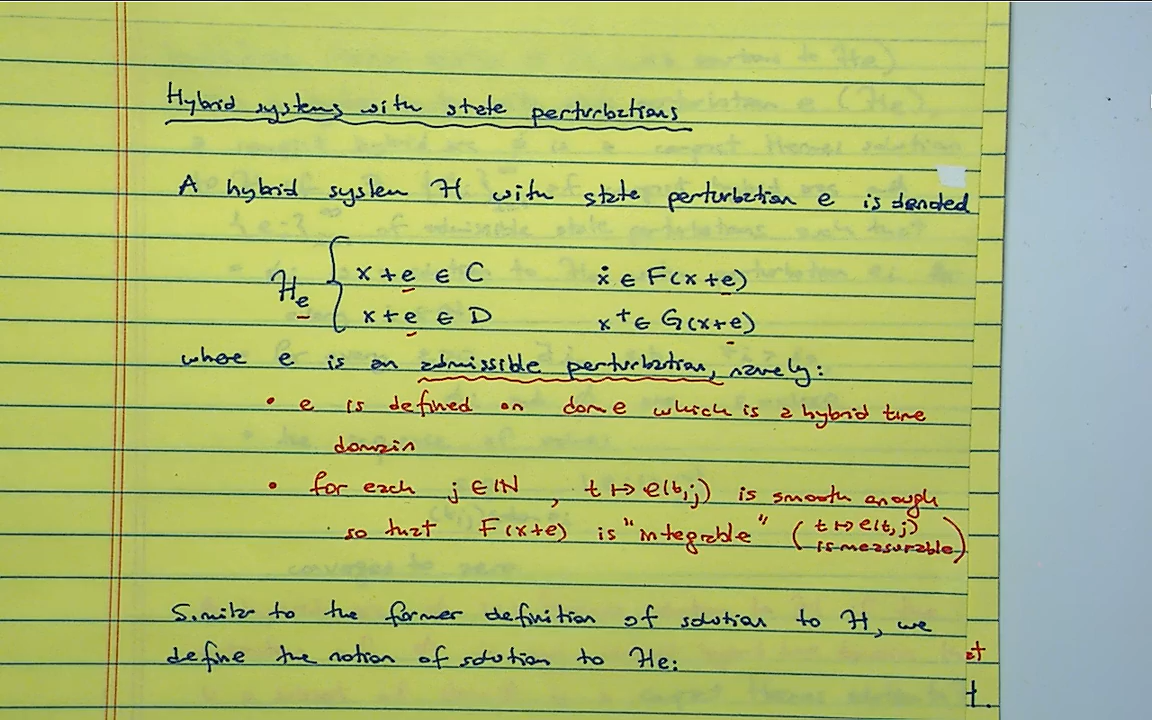 Hybrid systems with state perturbations
A hybrid system H with state perturbation e is denoted
H_e { x + e ∈ C ẋ ∈ F(x + e)
x + e ∈ D x⁺ ∈ G(x + e)
where e is an admissible perturbation, namely:
• e is defined on dom e which is a hybrid time
domain
• for each j ∈ ℕ , t ↦ e(t,j) is smooth enough
so that F(x+e) is "integrable" ( t ↦ e(t,j)
is measurable)
Similar to the former definition of solution to H, we
define the notion of solution to He:
t.